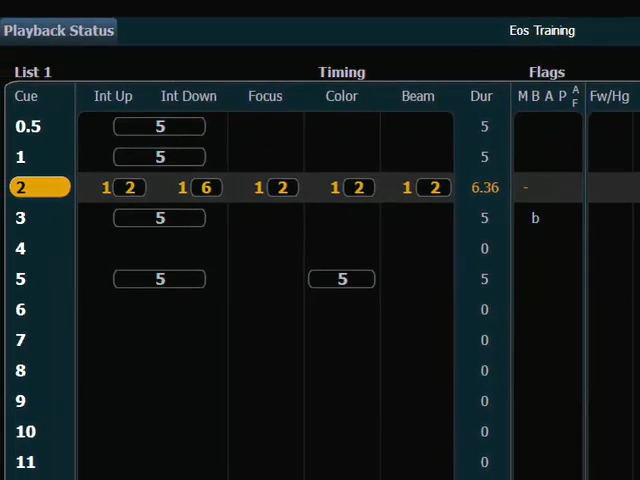 Playback Status Eos Training
List 1 Timing Flags
Cue Int Up Int Down Focus Color Beam Dur M B A P A F Fw/Hg
0.5 5 5
1 5 5
2 1 2 1 6 1 2 1 2 1 2 6.36 -
3 5 5 b
4 0
5 5 5 5
6 0
7 0
8 0
9 0
10 0
11 0